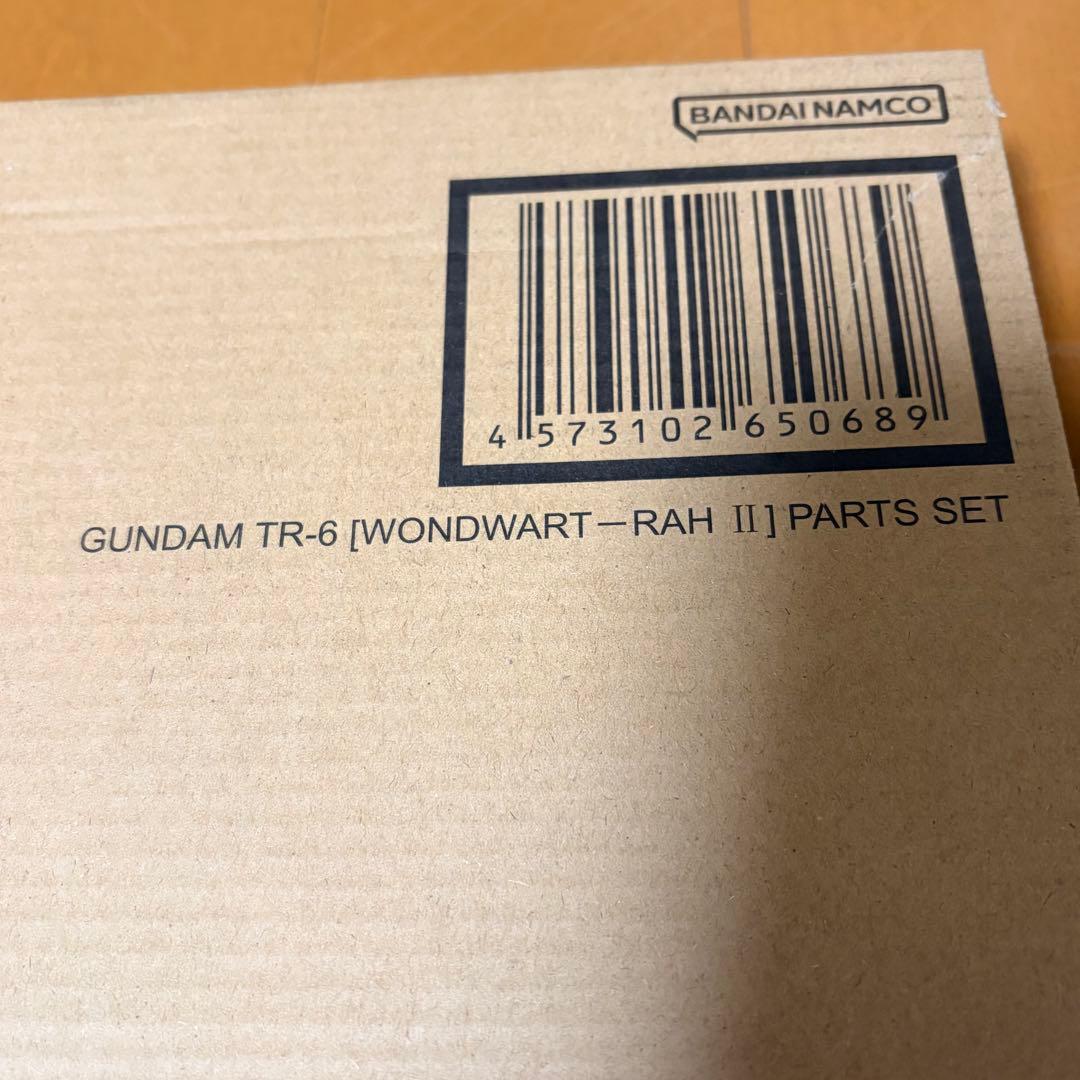 BANDAI NAMCO
4 573102 650689
GUNDAM TR-6 [WONDWART－RAH Ⅱ] PARTS SET